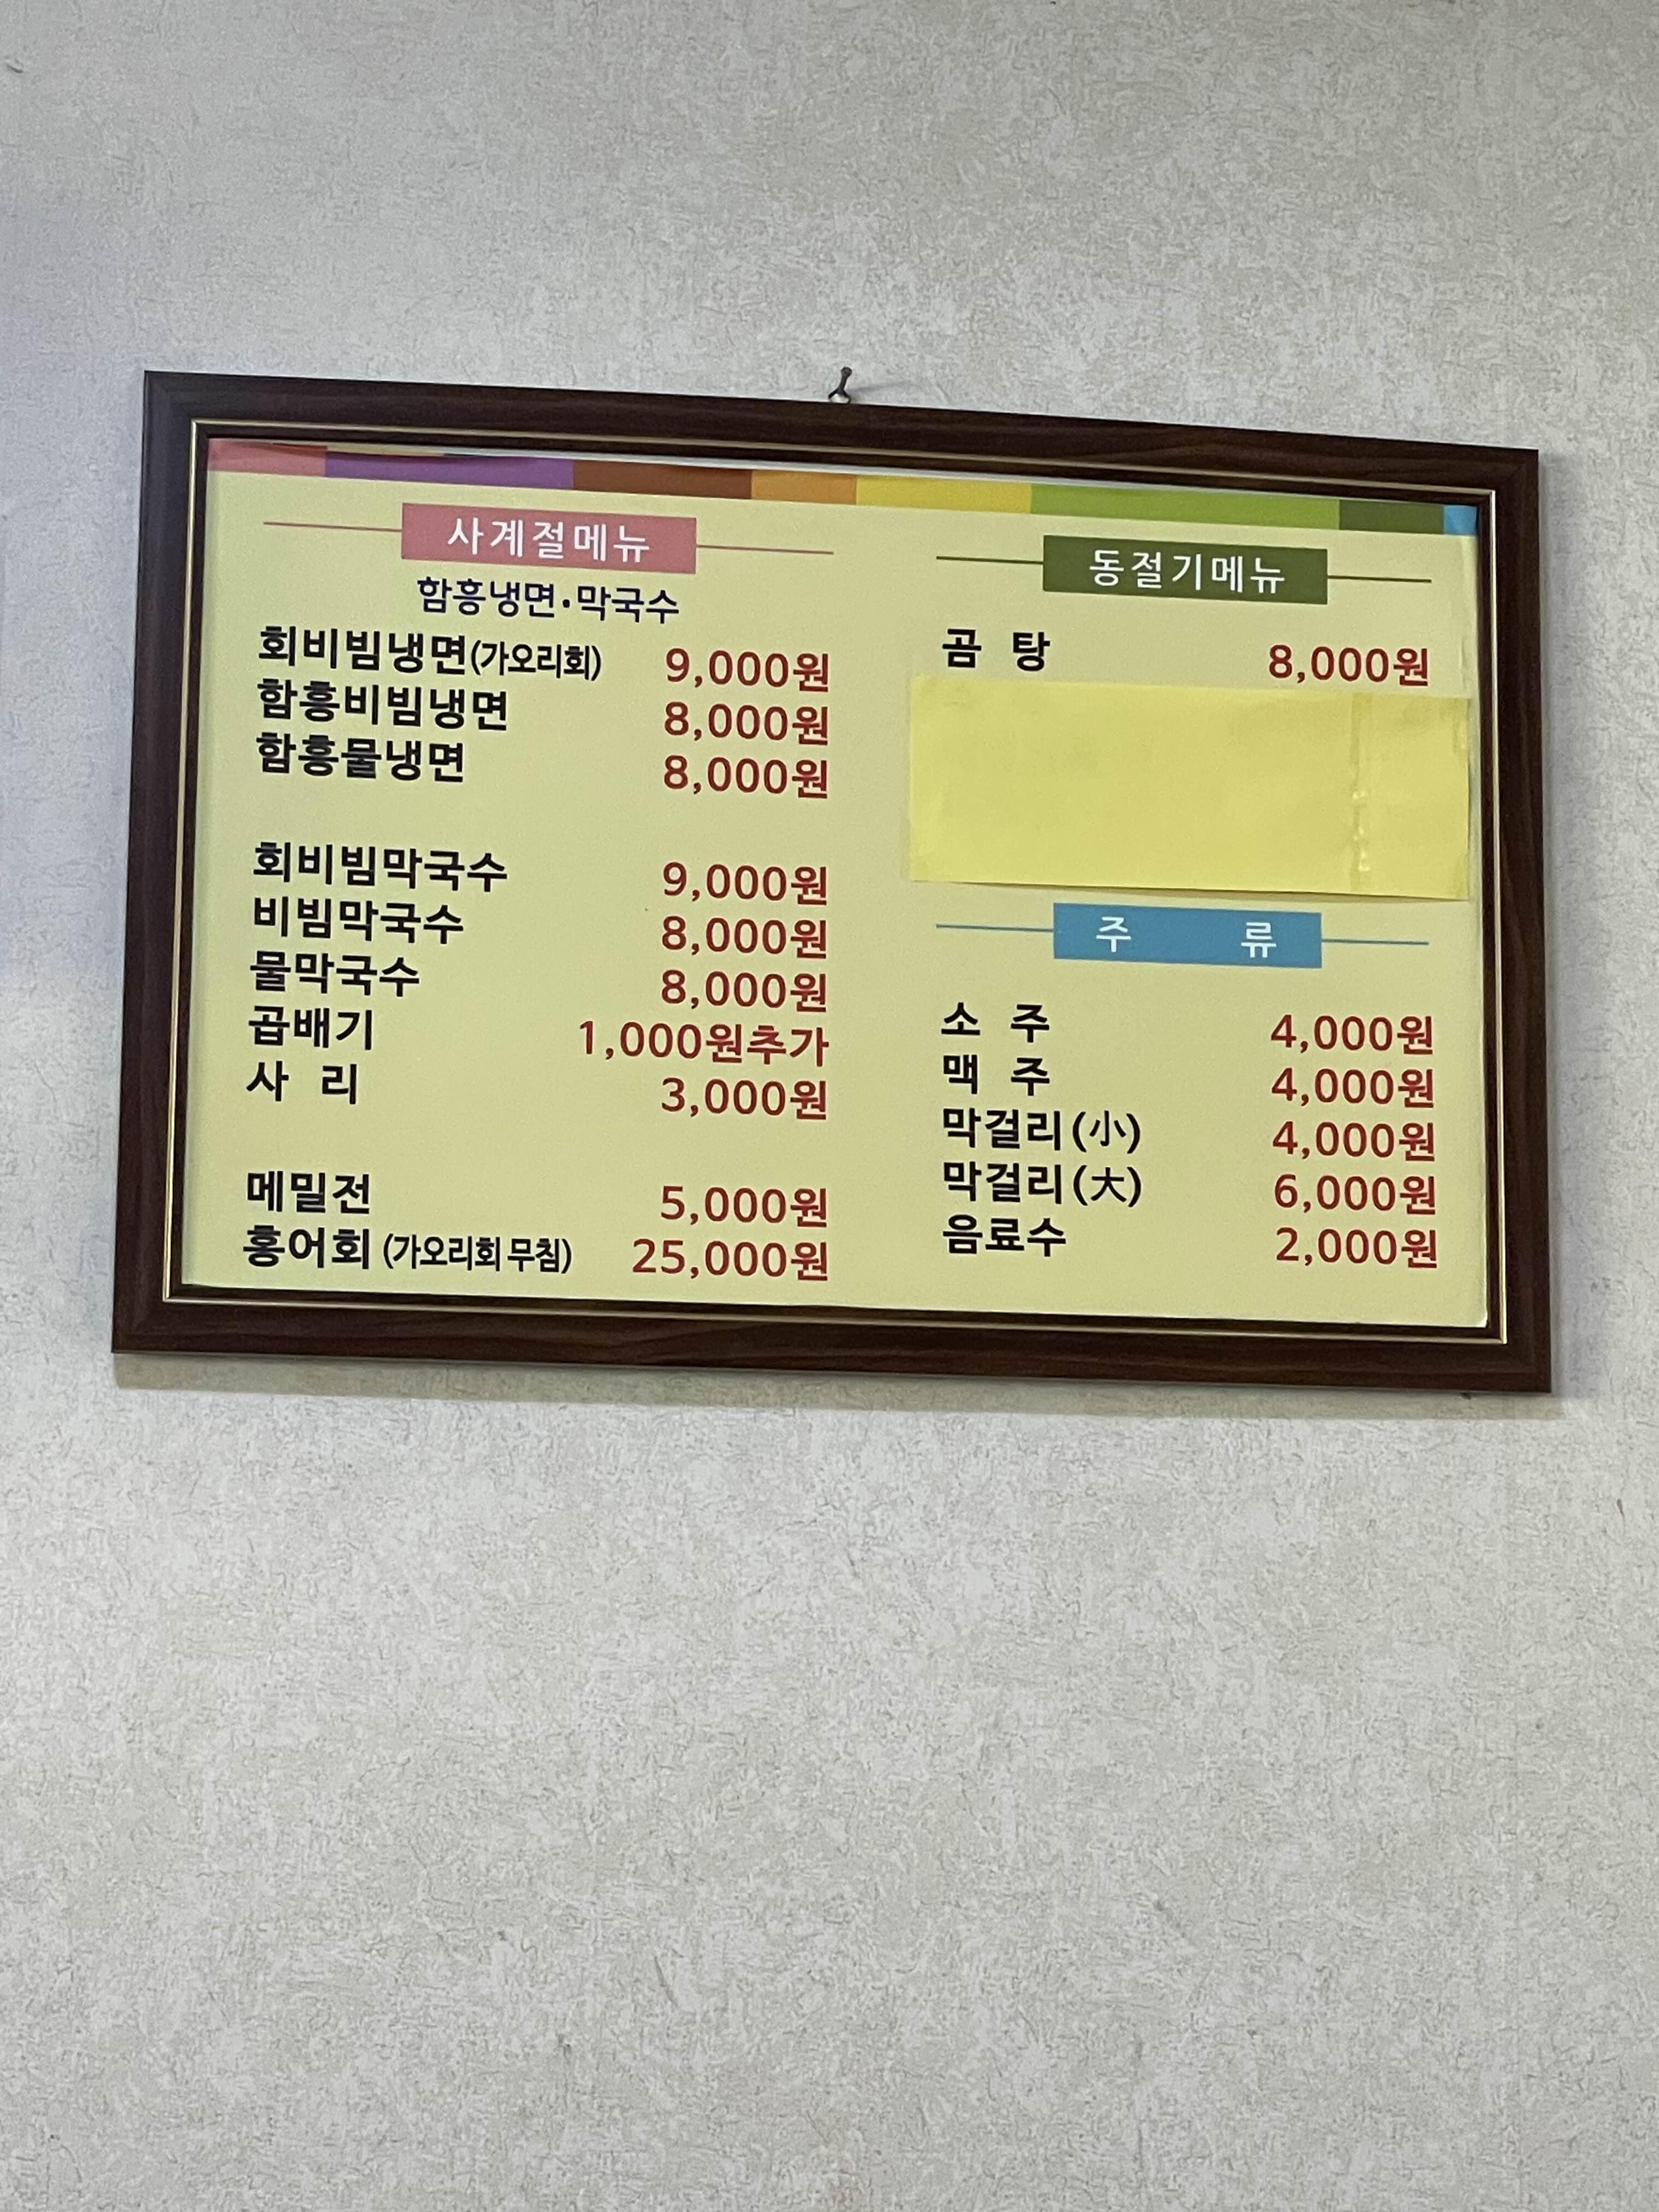 사계절메뉴
함흥냉면·막국수
회비빔냉면(가오리회) 9,000원
함흥비빔냉면 8,000원
함흥물냉면 8,000원
회비빔막국수 9,000원
비빔막국수 8,000원
물막국수 8,000원
곱배기 1,000원추가
사 리 3,000원
메밀전 5,000원
홍어회 (가오리회 무침) 25,000원
동절기메뉴
곰 탕 8,000원
주 류
소 주 4,000원
맥 주 4,000원
막걸리(小) 4,000원
막걸리(大) 6,000원
음료수 2,000원